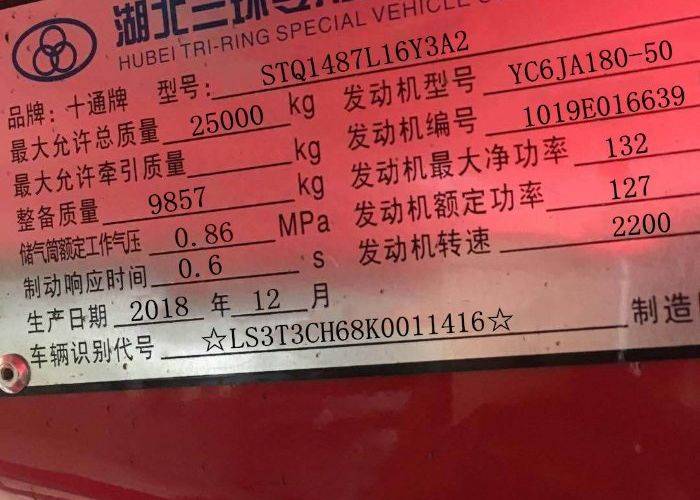 湖北三环专
HUBEI TRI-RING SPECIAL VEHICLE
品牌：十通牌 型号：STQ1487L16Y3A2
最大允许总质量 25000 kg 发动机型号 YC6JA180-50
最大允许牵引质量 kg 发动机编号 1019E016639
整备质量 9857 kg 发动机最大净功率 132
储气筒额定工作气压 0.86 MPa 发动机额定功率 127
制动响应时间 0.6 s 发动机转速 2200
生产日期 2018 年 12 月
车辆识别代号 ☆LS3T3CH68K0011416☆ 制造